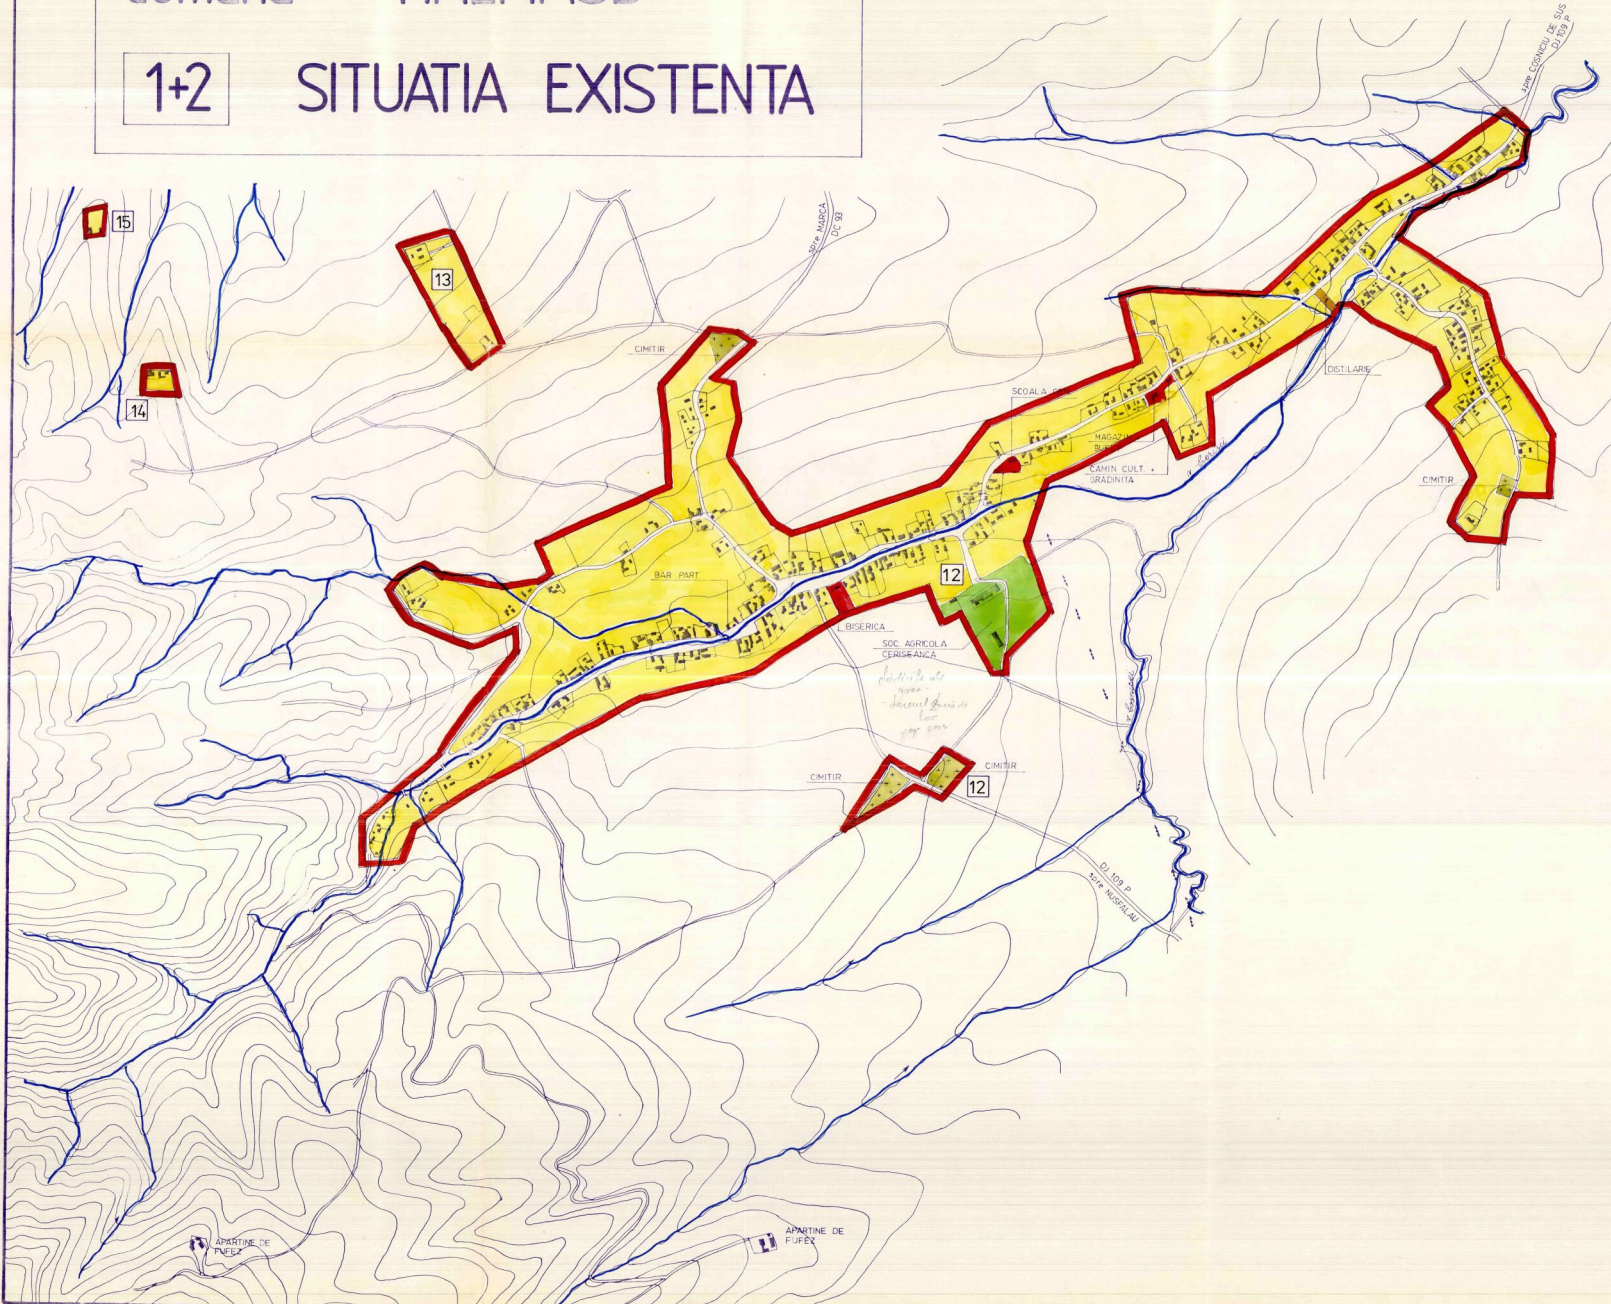 1+2 SITUATIA EXISTENTA
spre COSNICIU DE SUS
DJ 109 P
15
13
14
spre MARCA
DC 93
CIMITIR
SCOALA
DISTILARIE
MAGAZIN
CAMIN CULT. +
GRADINITA
CIMITIR
12
BAR PART
BISERICA
SOC. AGRICOLA
CERISEANCA
CIMITIR
CIMITIR
12
DJ 109 P
spre NUSFALAU
APARTINE DE
FUFEZ
APARTINE DE
FUFEZ